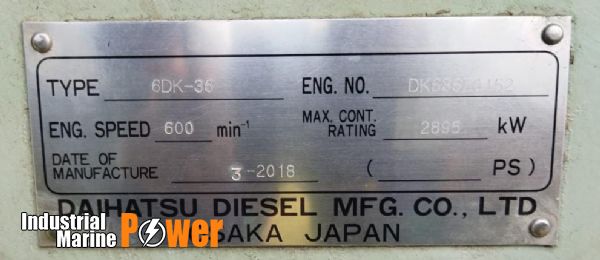 TYPE 6DK-36 ENG. NO.
ENG. SPEED 600 min⁻¹ MAX. CONT. RATING 2895 kW
DATE OF MANUFACTURE 3-2018 ( PS)
DAIHATSU DIESEL MFG. CO., LTD
SAKA JAPAN
Industrial
Marine Power